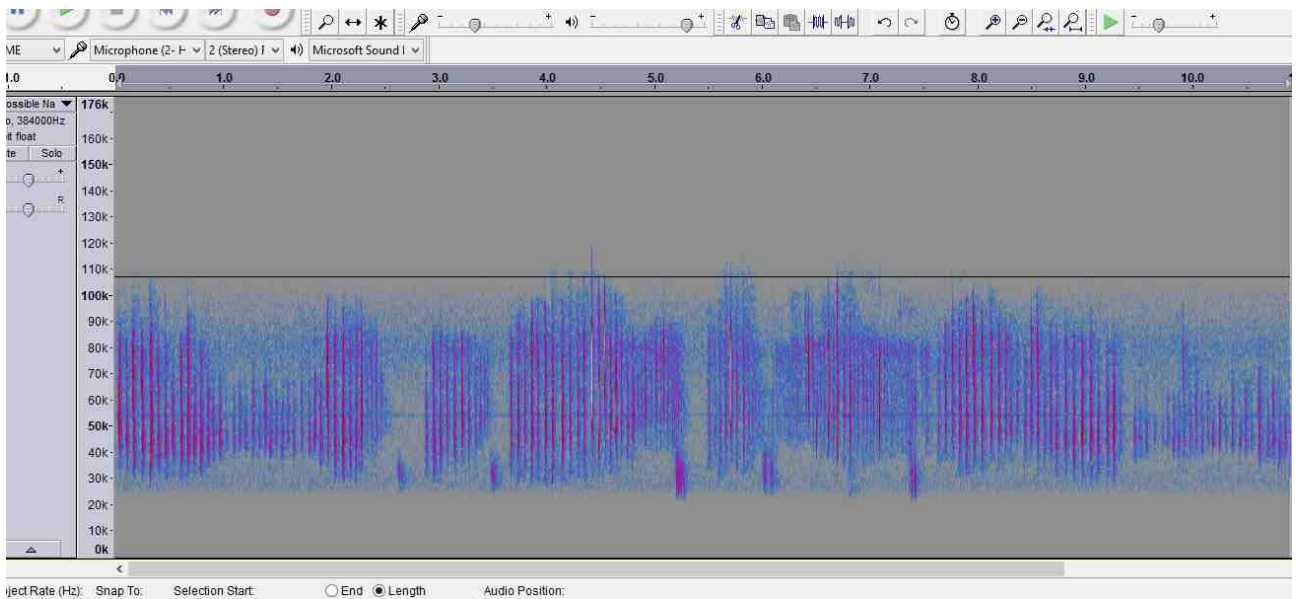 ME Microphone (2- H 2 (Stereo) Microsoft Sound
1.0 0.0 1.0 2.0 3.0 4.0 5.0 6.0 7.0 8.0 9.0 10.0
ossible Na 176k
o, 384000Hz
it float 160k
te Solo 150k
140k
R
130k
120k
110k
100k
90k
80k
70k
60k
50k
40k
30k
20k
10k
0k
oject Rate (Hz): Snap To: Selection Start: End Length Audio Position: